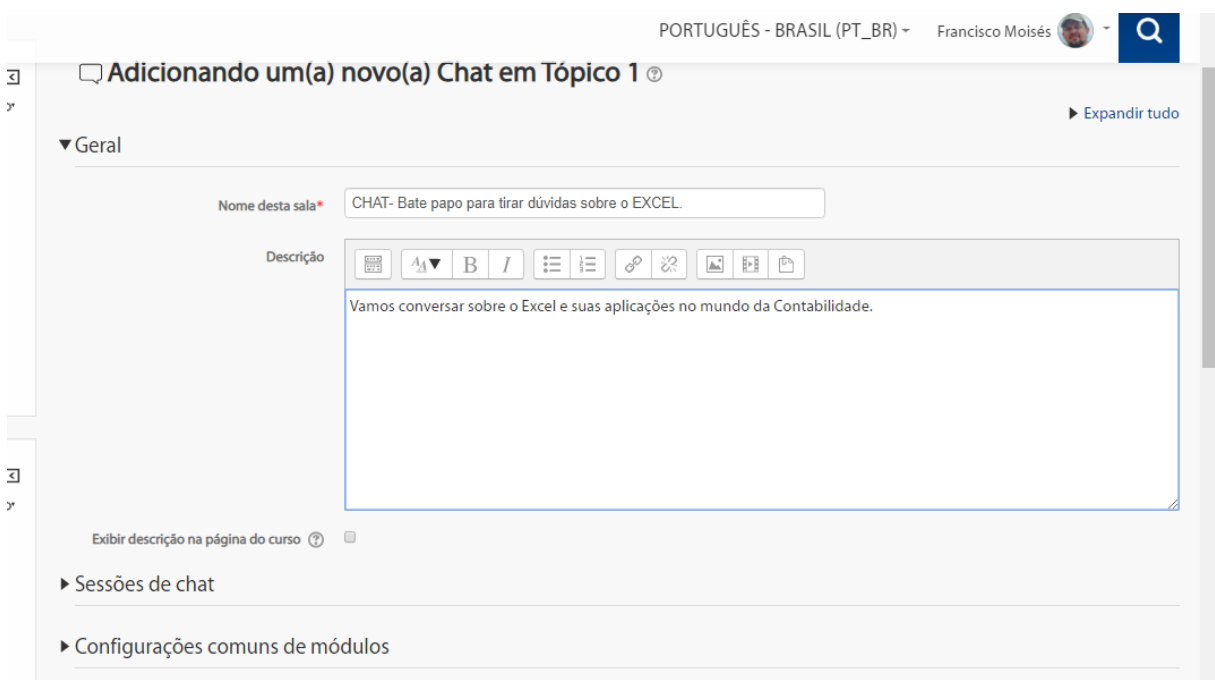 PORTUGUÊS - BRASIL (PT_BR)
Francisco Moisés
Adicionando um(a) novo(a) Chat em Tópico 1
Expandir tudo
Geral
Nome desta sala*
CHAT- Bate papo para tirar dúvidas sobre o EXCEL.
Descrição
B I
Vamos conversar sobre o Excel e suas aplicações no mundo da Contabilidade.
Exibir descrição na página do curso
Sessões de chat
Configurações comuns de módulos